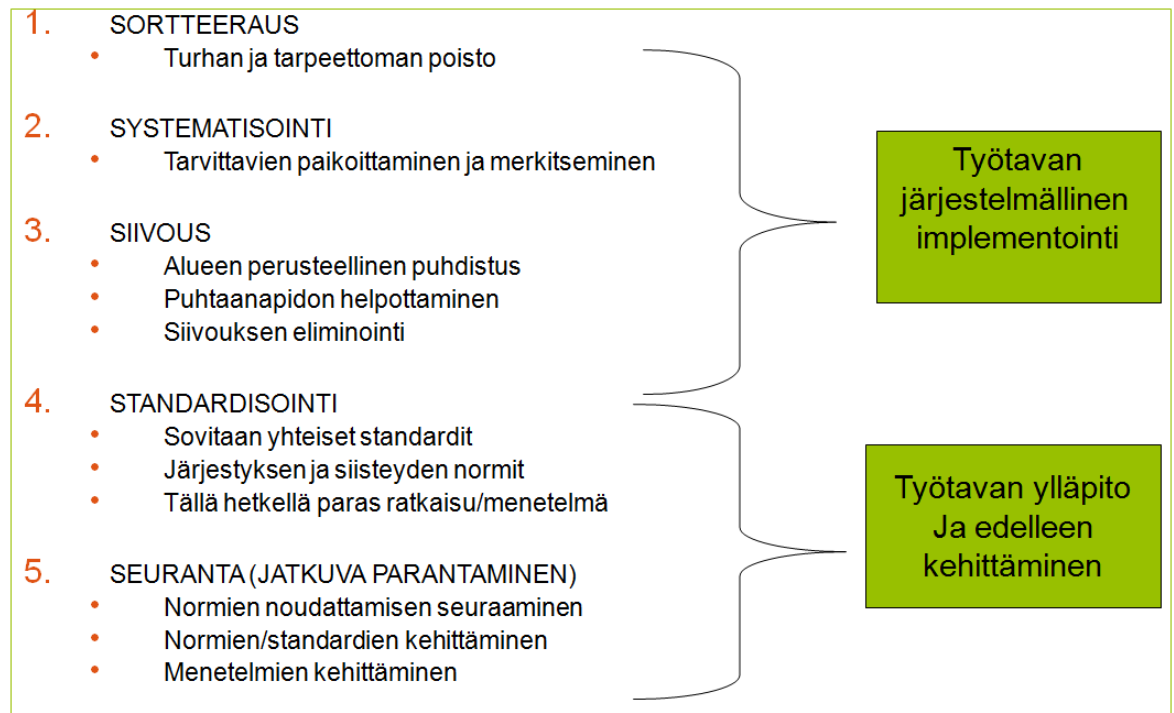 1. SORTTEERAUS
• Turhan ja tarpeettoman poisto
2. SYSTEMATISOINTI
• Tarvittavien paikoittaminen ja merkitseminen
3. SIIVOUS
• Alueen perusteellinen puhdistus
• Puhtaanapidon helpottaminen
• Siivouksen eliminointi
4. STANDARDISOINTI
• Sovitaan yhteiset standardit
• Järjestyksen ja siisteyden normit
• Tällä hetkellä paras ratkaisu/menetelmä
5. SEURANTA (JATKUVA PARANTAMINEN)
• Normien noudattamisen seuraaminen
• Normien/standardien kehittäminen
• Menetelmien kehittäminen
Työtavan
järjestelmällinen
implementointi
Työtavan ylläpito
Ja edelleen
kehittäminen